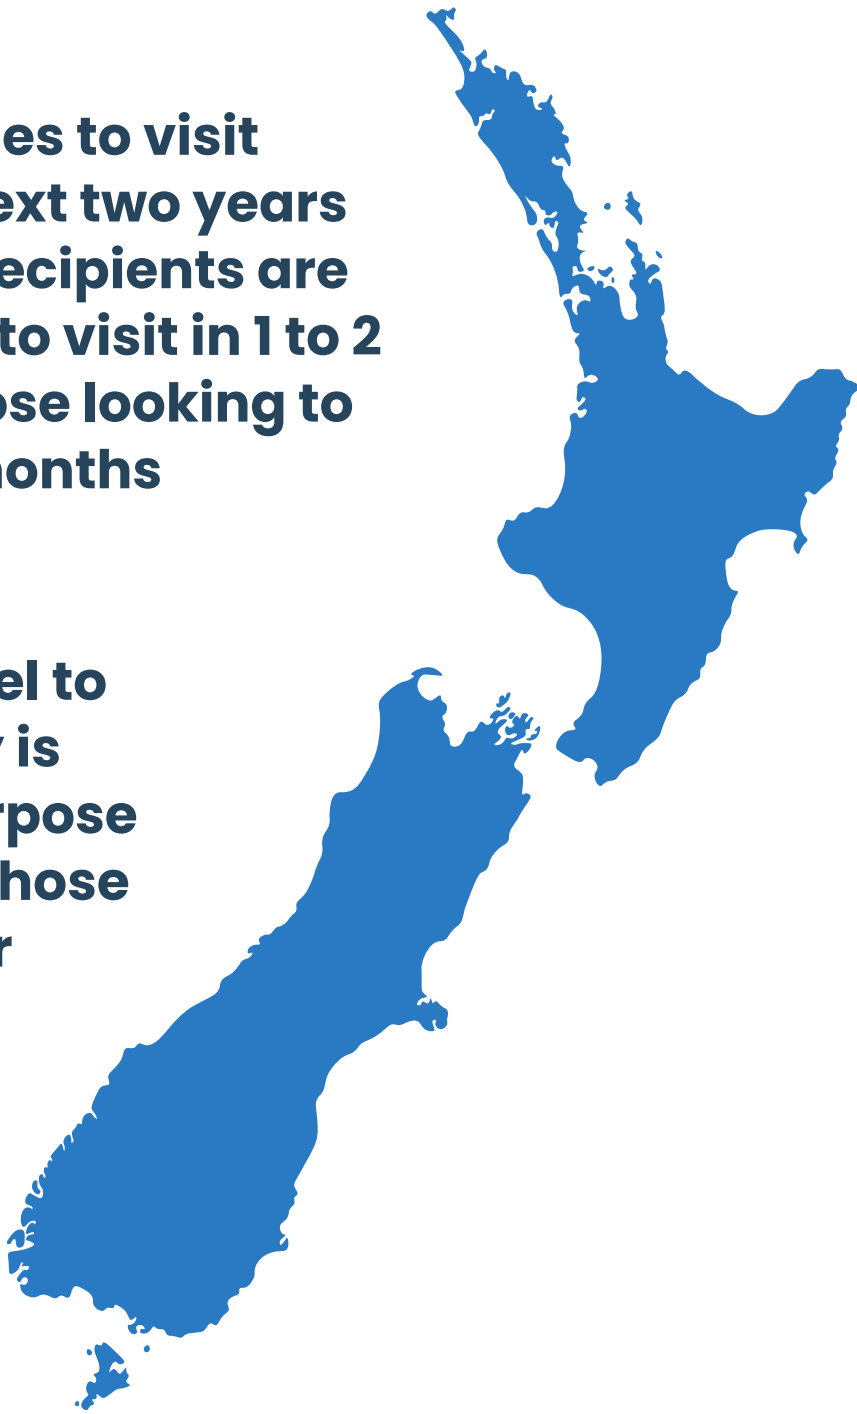 es to visit
ext two years
ecipients are
to visit in 1 to 2
ose looking to
nonths
el to
is
rpose
hose
r